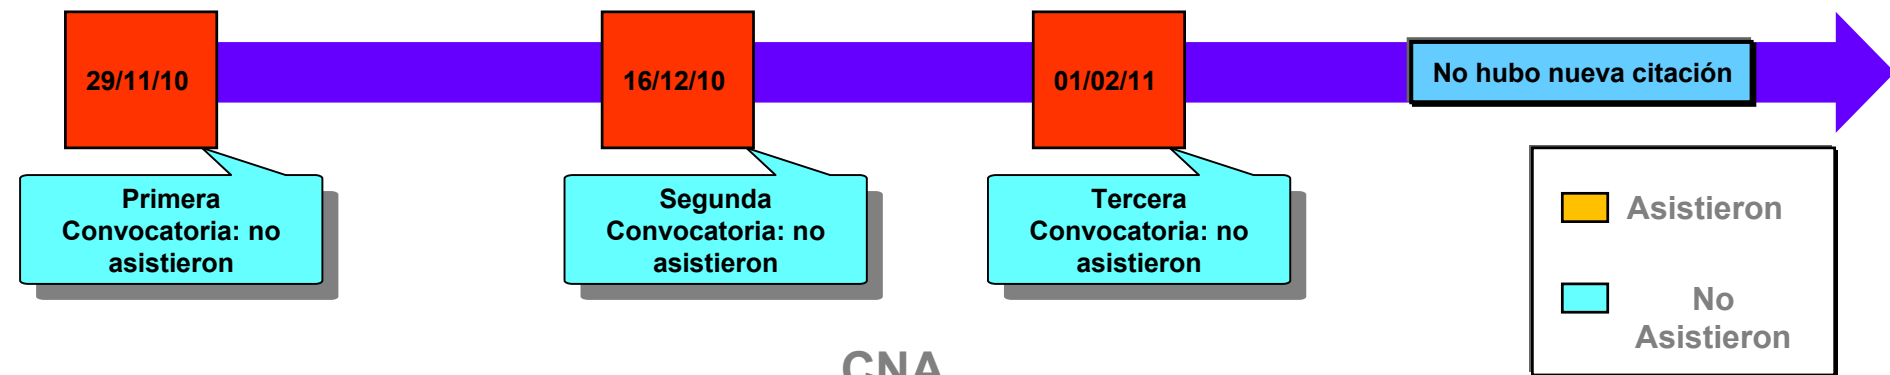 29/11/10
16/12/10
01/02/11
No hubo nueva citación
Primera
Convocatoria: no
asistieron
Segunda
Convocatoria: no
asistieron
Tercera
Convocatoria: no
asistieron
Asistieron
No
Asistieron
CNA